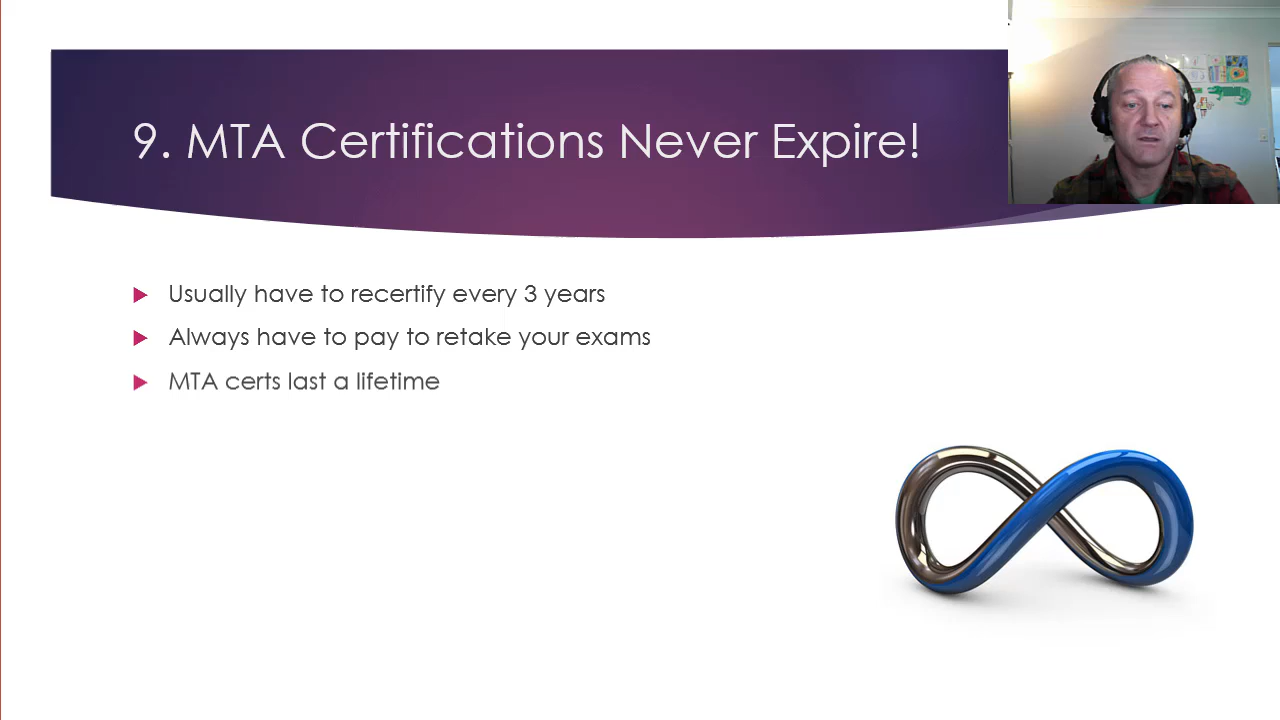 9. MTA Certifications Never Expire!
Usually have to recertify every 3 years
Always have to pay to retake your exams
MTA certs last a lifetime